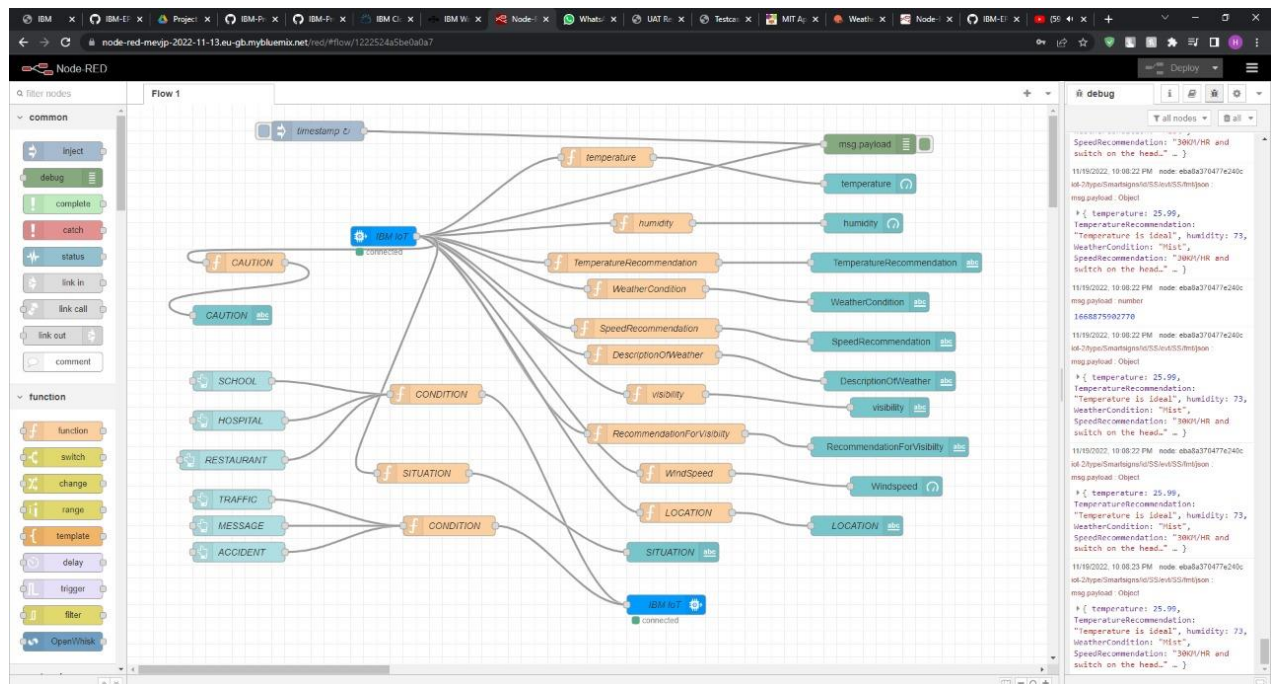 IBM
IBM-EF
Project
IBM-Pr
IBM-Pr
IBM Cl
IBM W
Node-F
WhatsA
UAT Re
Testcas
MIT Ap
Weathe
Node-F
IBM-EF
(59
node-red-mevjp-2022-11-13.eu-gb.mybluemix.net/red/#flow/1222524a5be0a0a7
Node-RED
Deploy
filter nodes
Flow 1
debug
all nodes
all
common
inject
debug
complete
catch
status
link in
link call
link out
comment
function
function
switch
change
range
template
delay
trigger
filter
OpenWhisk
timestamp ↻
msg.payload
temperature
temperature
humidity
humidity
IBM IoT
connected
CAUTION
CAUTION
TemperatureRecommendation
TemperatureRecommendation
WeatherCondition
WeatherCondition
SpeedRecommendation
SpeedRecommendation
DescriptionOfWeather
DescriptionOfWeather
SCHOOL
HOSPITAL
RESTAURANT
CONDITION
visibility
visibility
RecommendationForVisibilty
RecommendationForVisibilty
SITUATION
WindSpeed
Windspeed
TRAFFIC
MESSAGE
ACCIDENT
CONDITION
LOCATION
LOCATION
SITUATION
IBM IoT
connected
SpeedRecommendation: "30KM/HR and
switch on the head…" … }
11/19/2022, 10:08:22 PM node: eba8a370477e240c
iot-2/type/Smartsigns/id/SS/evt/SS/fmt/json :
msg.payload : Object
{ temperature: 25.99,
TemperatureRecommendation:
"Temperature is ideal", humidity: 73,
WeatherCondition: "Mist",
SpeedRecommendation: "30KM/HR and
switch on the head…" … }
11/19/2022, 10:08:22 PM node: eba8a370477e240c
msg.payload : number
1668875902770
11/19/2022, 10:08:22 PM node: eba8a370477e240c
iot-2/type/Smartsigns/id/SS/evt/SS/fmt/json :
msg.payload : Object
{ temperature: 25.99,
TemperatureRecommendation:
"Temperature is ideal", humidity: 73,
WeatherCondition: "Mist",
SpeedRecommendation: "30KM/HR and
switch on the head…" … }
11/19/2022, 10:08:22 PM node: eba8a370477e240c
iot-2/type/Smartsigns/id/SS/evt/SS/fmt/json :
msg.payload : Object
{ temperature: 25.99,
TemperatureRecommendation:
"Temperature is ideal", humidity: 73,
WeatherCondition: "Mist",
SpeedRecommendation: "30KM/HR and
switch on the head…" … }
11/19/2022, 10:08:23 PM node: eba8a370477e240c
iot-2/type/Smartsigns/id/SS/evt/SS/fmt/json :
msg.payload : Object
{ temperature: 25.99,
TemperatureRecommendation:
"Temperature is ideal", humidity: 73,
WeatherCondition: "Mist",
SpeedRecommendation: "30KM/HR and
switch on the head…" … }